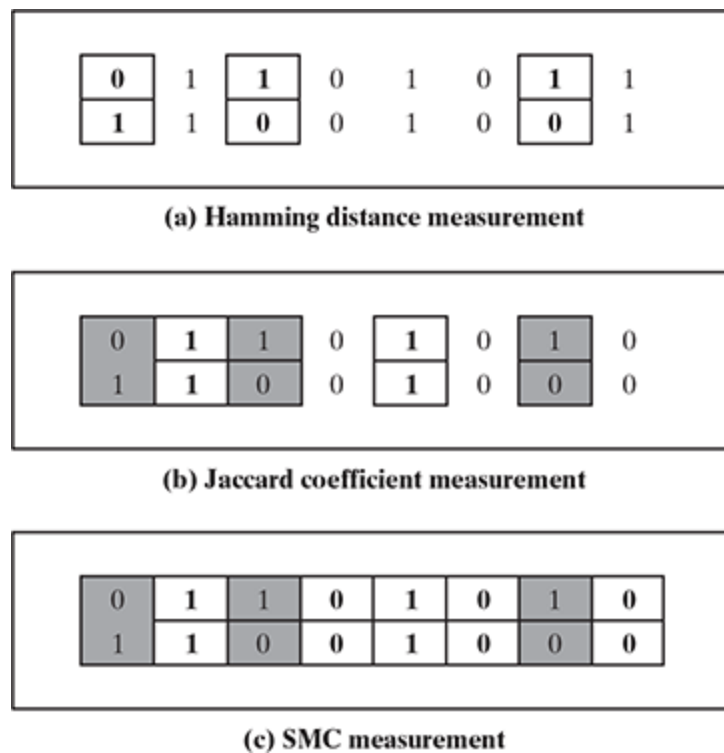 0 1 1 0 1 0 1 1
1 1 0 0 1 0 0 1
(a) Hamming distance measurement
0 1 1 0 1 0 1 0
1 1 0 0 1 0 0 0
(b) Jaccard coefficient measurement
0 1 1 0 1 0 1 0
1 1 0 0 1 0 0 0
(c) SMC measurement